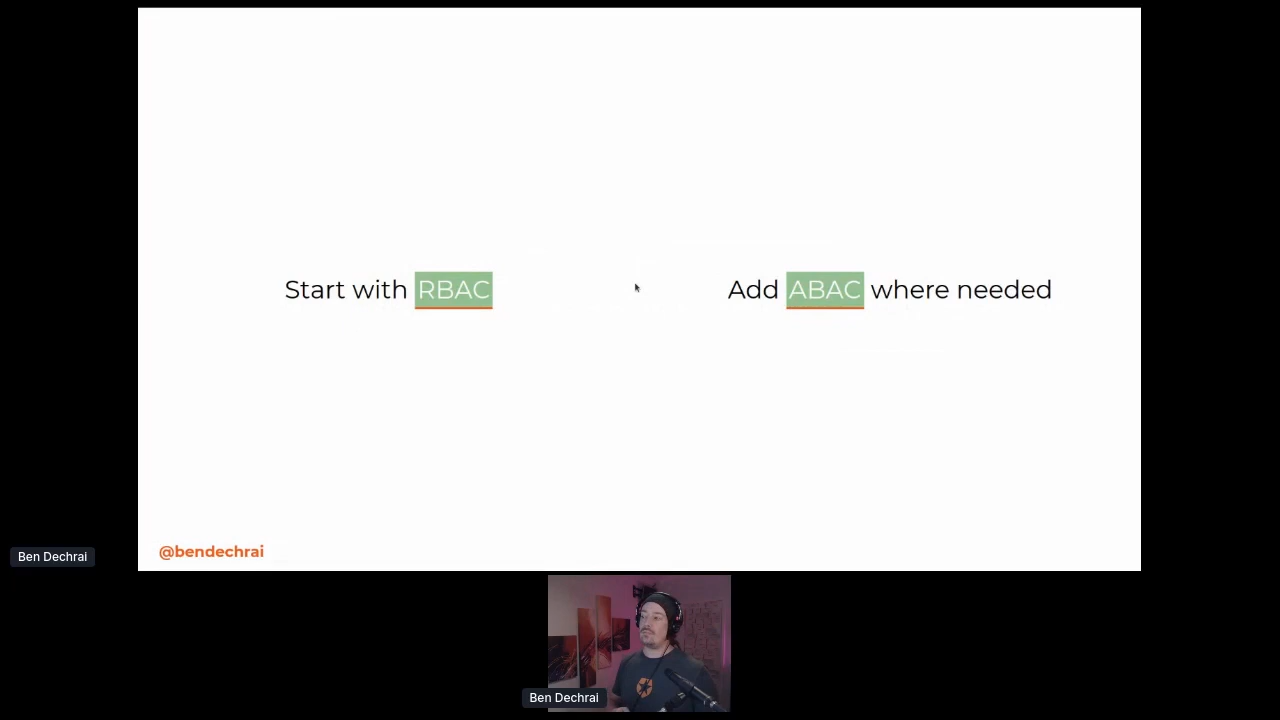 Start with RBAC
Add ABAC where needed
@bendechrai
Ben Dechrai
Ben Dechrai